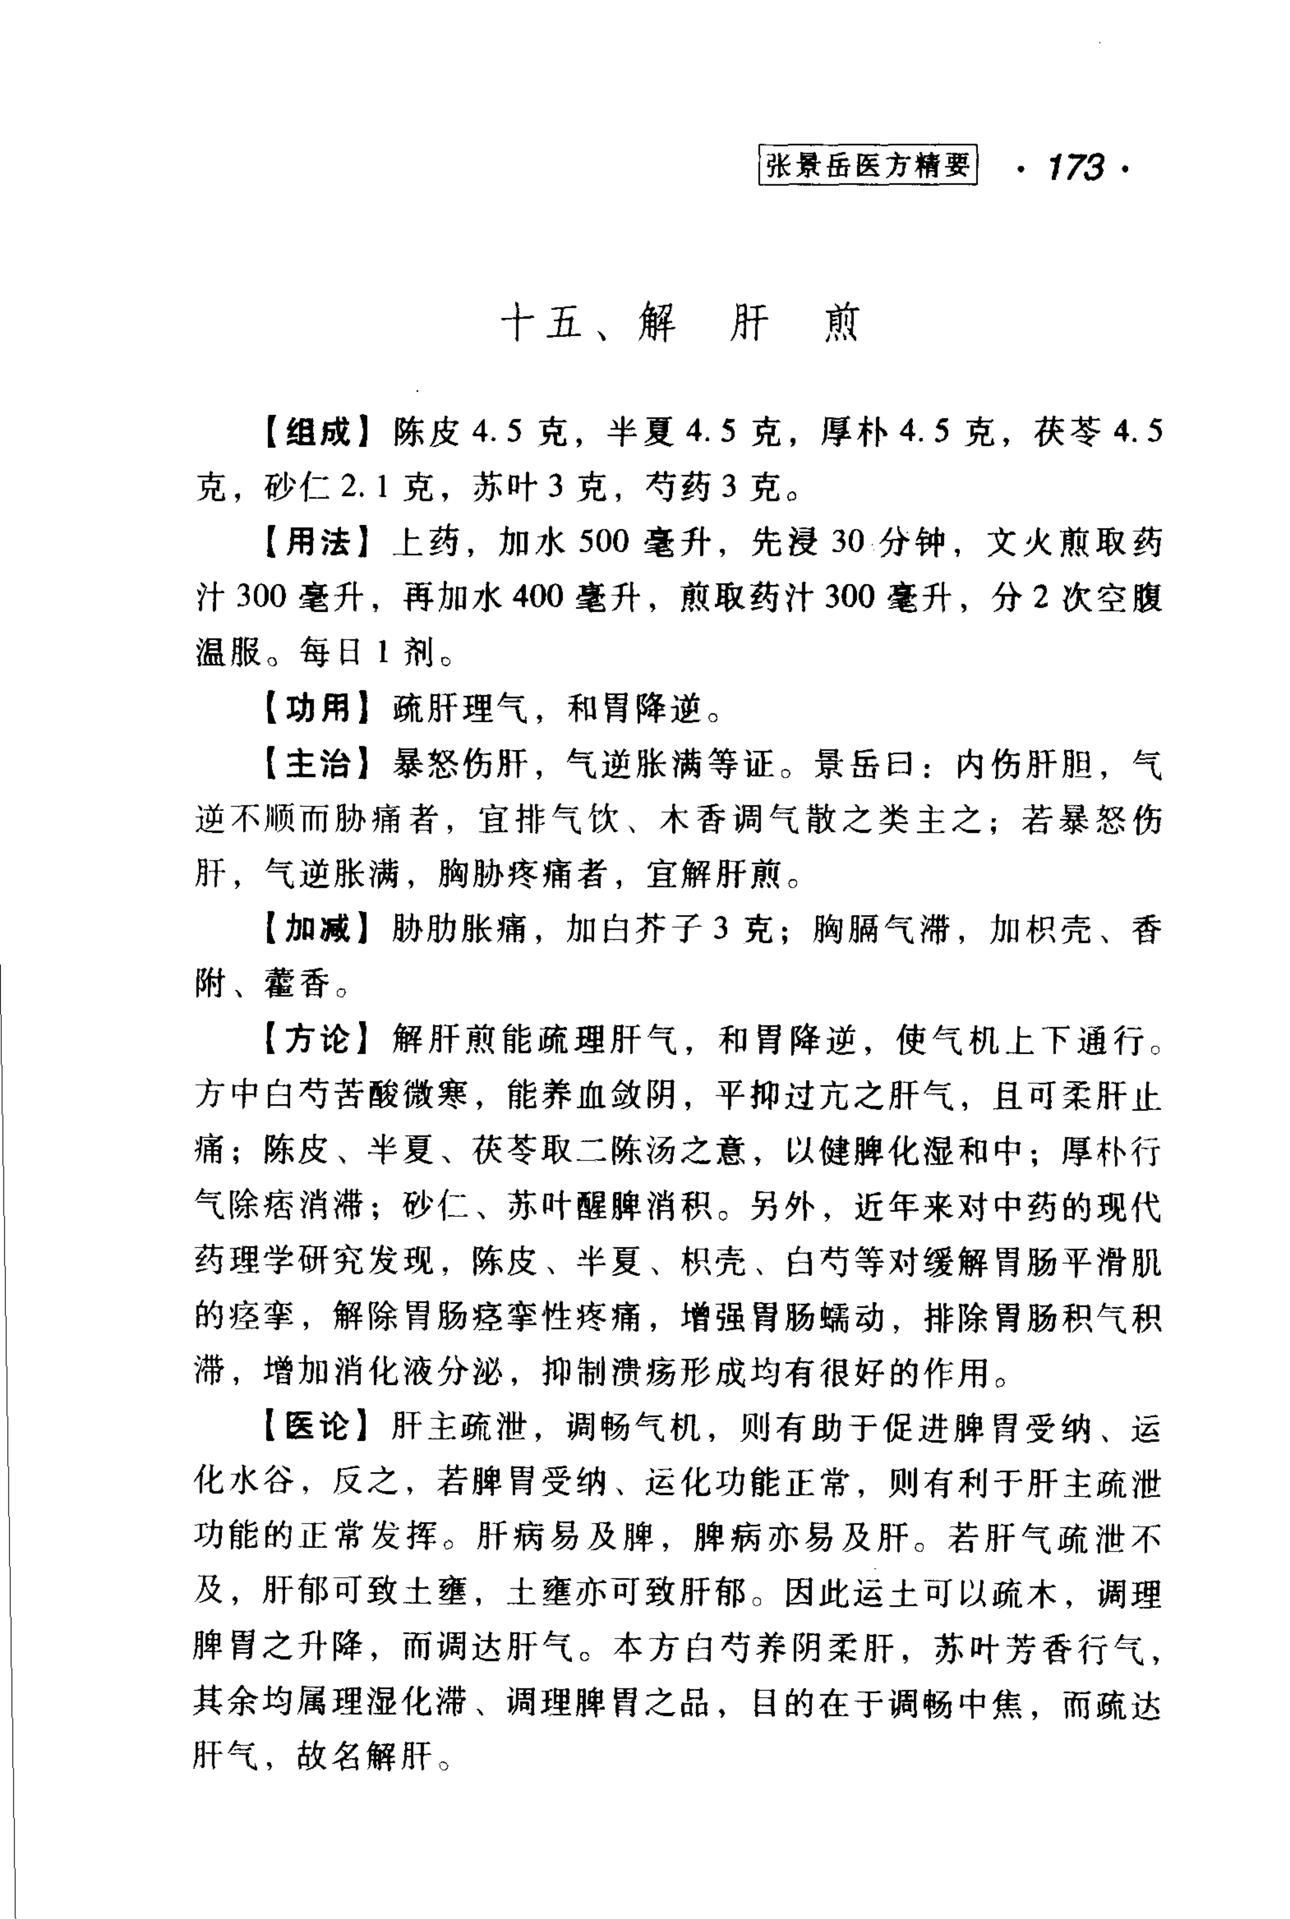 张景岳医方精要 · 173 ·
十五、解 肝 煎
【组成】陈皮 4.5 克，半夏 4.5 克，厚朴 4.5 克，茯苓 4.5
克，砂仁 2.1 克，苏叶 3 克，芍药 3 克。
【用法】上药，加水 500 毫升，先浸 30 分钟，文火煎取药
汁 300 毫升，再加水 400 毫升，煎取药汁 300 毫升，分 2 次空腹
温服。每日 1 剂。
【功用】疏肝理气，和胃降逆。
【主治】暴怒伤肝，气逆胀满等证。景岳曰：内伤肝胆，气
逆不顺而胁痛者，宜排气饮、木香调气散之类主之；若暴怒伤
肝，气逆胀满，胸胁疼痛者，宜解肝煎。
【加减】胁肋胀痛，加白芥子 3 克；胸膈气滞，加枳壳、香
附、藿香。
【方论】解肝煎能疏理肝气，和胃降逆，使气机上下通行。
方中白芍苦酸微寒，能养血敛阴，平抑过亢之肝气，且可柔肝止
痛；陈皮、半夏、茯苓取二陈汤之意，以健脾化湿和中；厚朴行
气除痞消滞；砂仁、苏叶醒脾消积。另外，近年来对中药的现代
药理学研究发现，陈皮、半夏、枳壳、白芍等对缓解胃肠平滑肌
的痉挛，解除胃肠痉挛性疼痛，增强胃肠蠕动，排除胃肠积气积
滞，增加消化液分泌，抑制溃疡形成均有很好的作用。
【医论】肝主疏泄，调畅气机，则有助于促进脾胃受纳、运
化水谷，反之，若脾胃受纳、运化功能正常，则有利于肝主疏泄
功能的正常发挥。肝病易及脾，脾病亦易及肝。若肝气疏泄不
及，肝郁可致土壅，土壅亦可致肝郁。因此运土可以疏木，调理
脾胃之升降，而调达肝气。本方白芍养阴柔肝，苏叶芳香行气，
其余均属理湿化滞、调理脾胃之品，目的在于调畅中焦，而疏达
肝气，故名解肝。